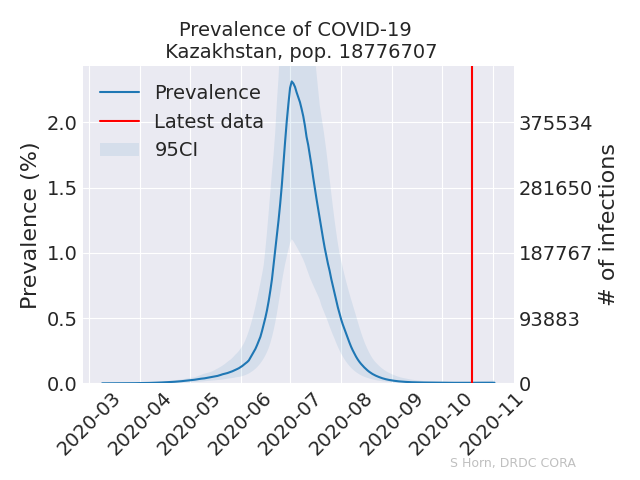 Prevalence of COVID-19
Kazakhstan, pop. 18776707
Prevalence
Latest data
95CI
Prevalence (%)
2.0
1.5
1.0
0.5
0.0
375534
281650
187767
93883
0
# of infections
2020-03
2020-04
2020-05
2020-06
2020-07
2020-08
2020-09
2020-10
2020-11
S Horn, DRDC CORA